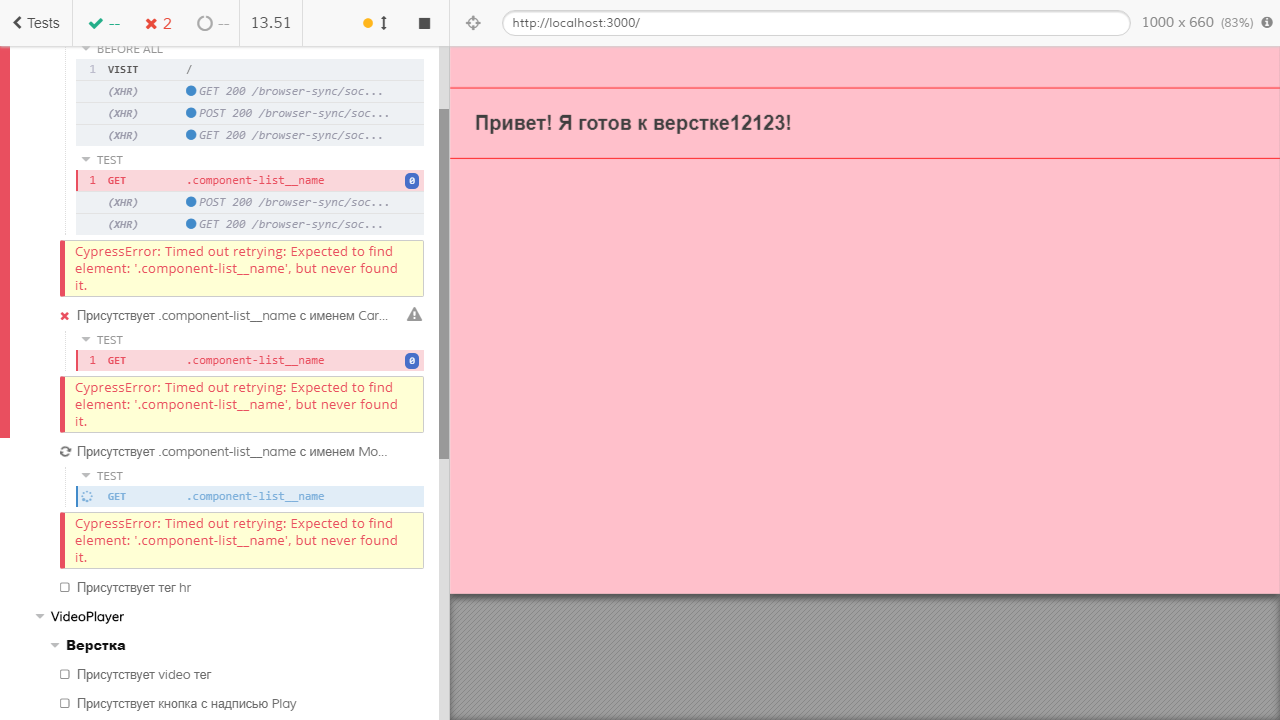 Tests
--
2
--
13.51
http://localhost:3000/
1000 x 660 (83%)
BEFORE ALL
1 VISIT /
(XHR) GET 200 /browser-sync/soc...
(XHR) POST 200 /browser-sync/soc...
(XHR) GET 200 /browser-sync/soc...
TEST
1 GET .component-list__name 0
(XHR) POST 200 /browser-sync/soc...
(XHR) GET 200 /browser-sync/soc...
CypressError: Timed out retrying: Expected to find
element: '.component-list__name', but never found
it.
Присутствует .component-list__name с именем Car...
TEST
1 GET .component-list__name 0
CypressError: Timed out retrying: Expected to find
element: '.component-list__name', but never found
it.
Присутствует .component-list__name с именем Mo...
TEST
GET .component-list__name
CypressError: Timed out retrying: Expected to find
element: '.component-list__name', but never found
it.
Присутствует тег hr
VideoPlayer
Верстка
Присутствует video тег
Присутствует кнопка с надписью Play
Привет! Я готов к верстке12123!